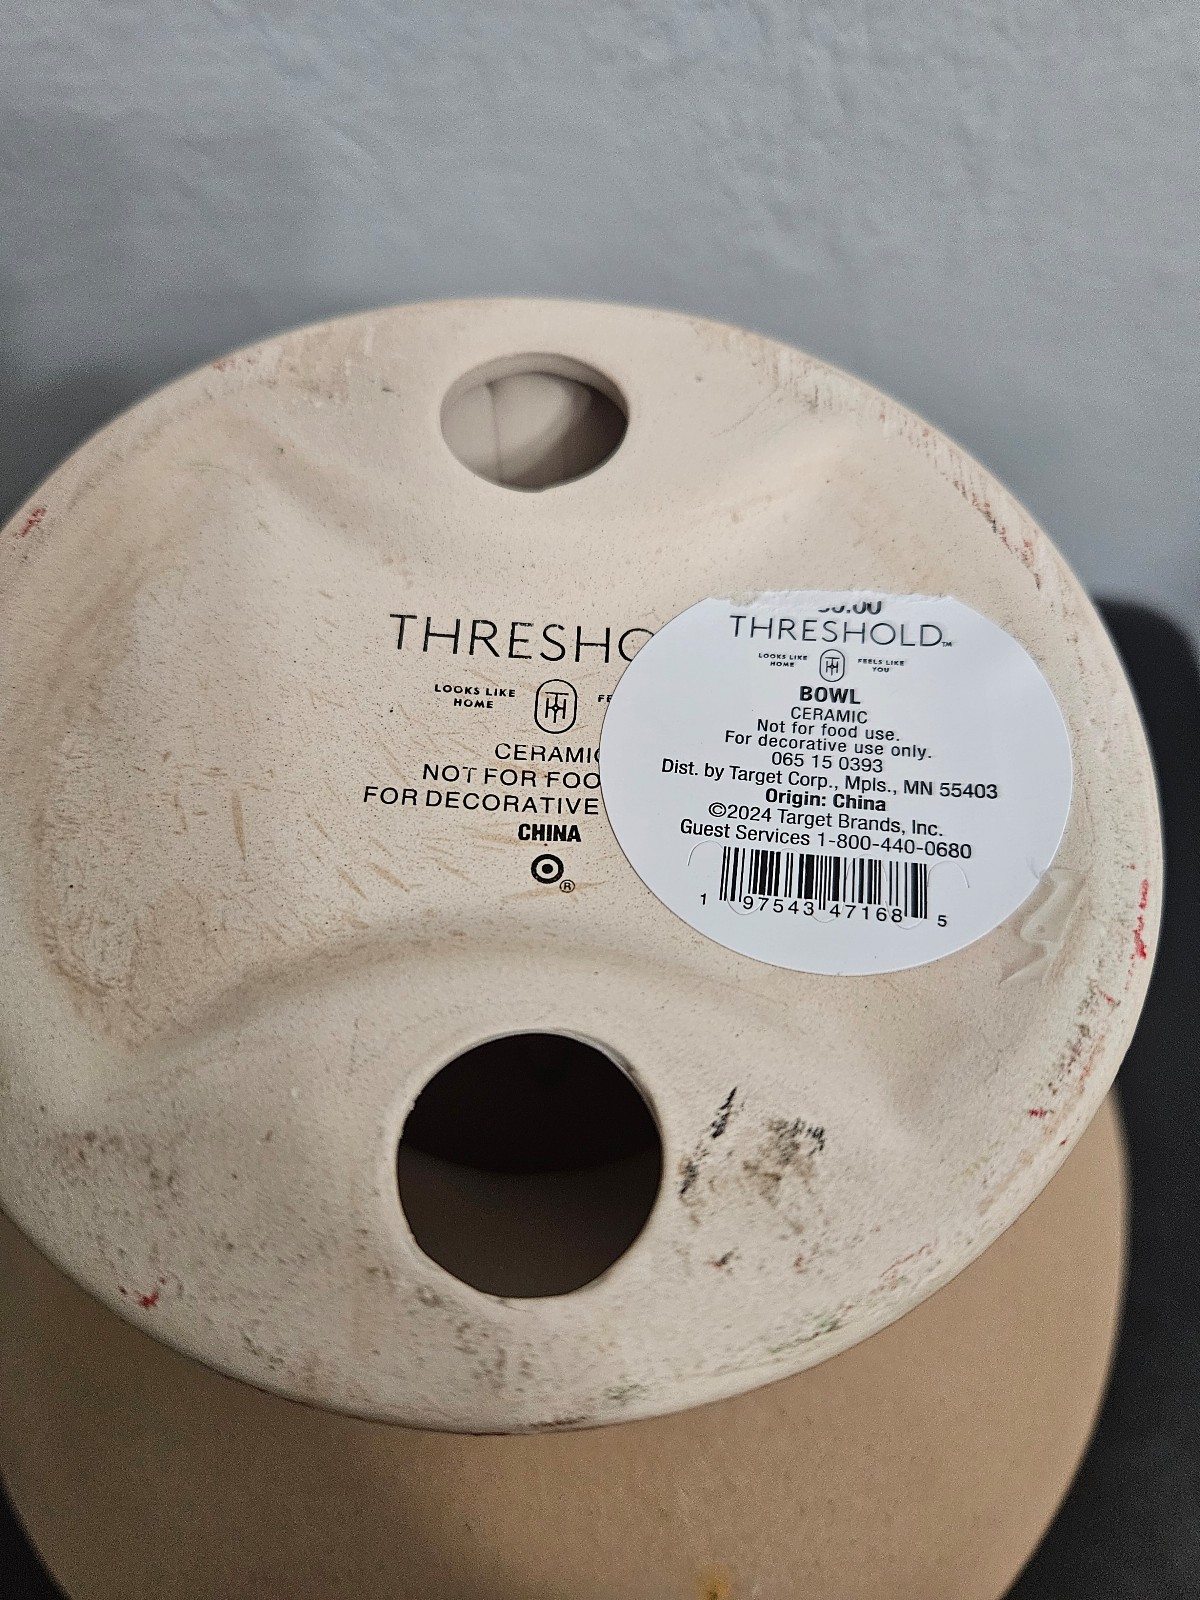 THRESHO
LOOKS LIKE
HOME
CERAMIC
NOT FOR FOO
FOR DECORATIVE
CHINA
®
THRESHOLD™
LOOKS LIKE
HOME
FEELS LIKE
YOU
BOWL
CERAMIC
Not for food use.
For decorative use only.
065 15 0393
Dist. by Target Corp., Mpls., MN 55403
Origin: China
©2024 Target Brands, Inc.
Guest Services 1-800-440-0680
1 97543 47168 5